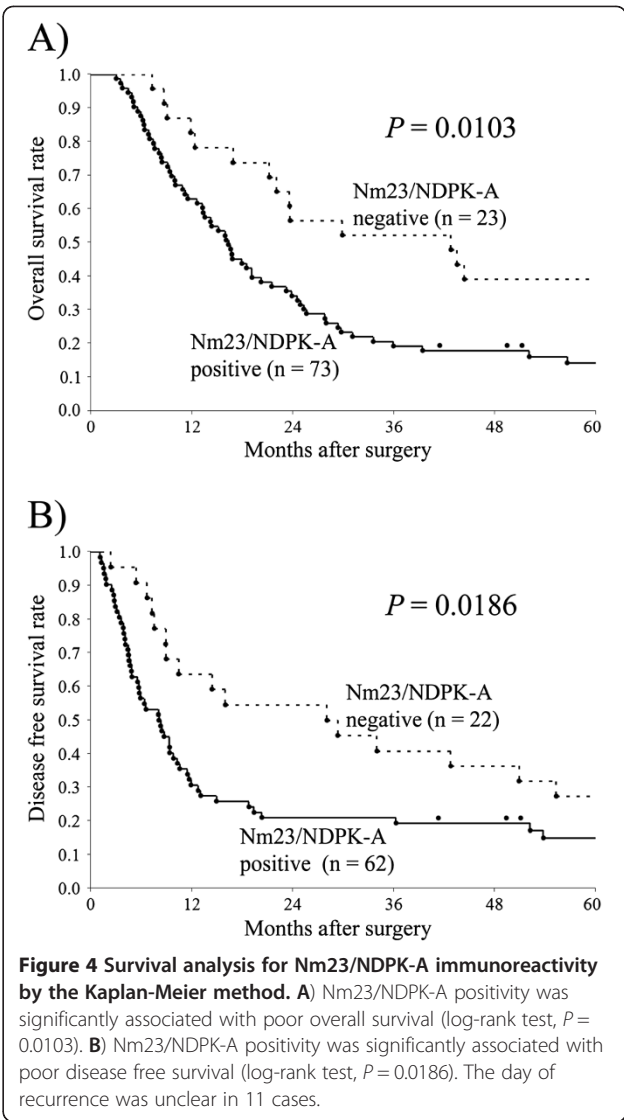 A)
1.0
0.9
0.8
0.7
0.6
0.5
0.4
0.3
0.2
0.1
0.0
Overall survival rate
P = 0.0103
Nm23/NDPK-A
negative (n = 23)
Nm23/NDPK-A
positive (n = 73)
0 12 24 36 48 60
Months after surgery
B)
1.0
0.9
0.8
0.7
0.6
0.5
0.4
0.3
0.2
0.1
0.0
Disease free survival rate
P = 0.0186
Nm23/NDPK-A
negative (n = 22)
Nm23/NDPK-A
positive (n = 62)
0 12 24 36 48 60
Months after surgery
Figure 4 Survival analysis for Nm23/NDPK-A immunoreactivity
by the Kaplan-Meier method. A) Nm23/NDPK-A positivity was
significantly associated with poor overall survival (log-rank test, P =
0.0103). B) Nm23/NDPK-A positivity was significantly associated with
poor disease free survival (log-rank test, P = 0.0186). The day of
recurrence was unclear in 11 cases.